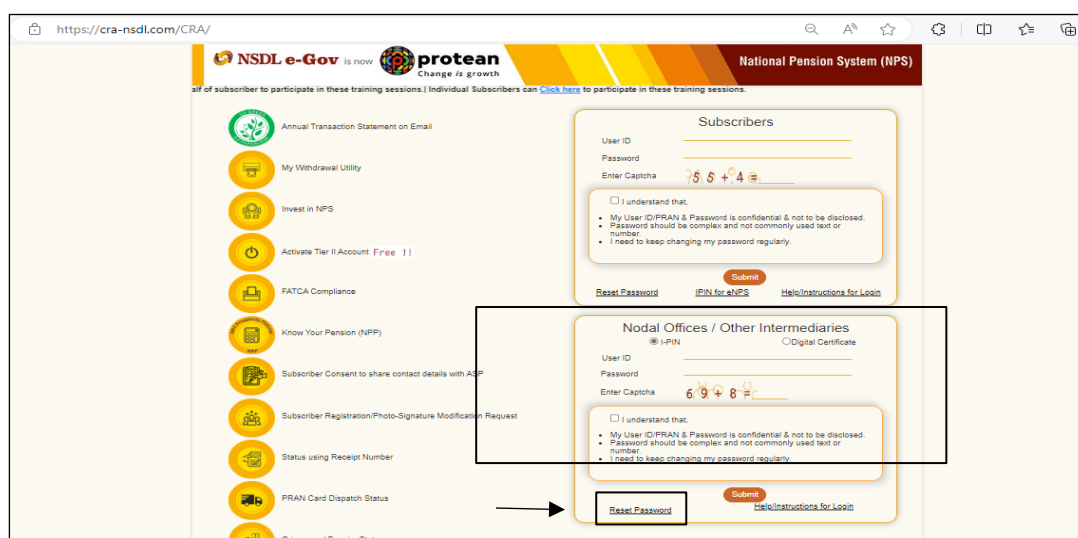 https://cra-nsdl.com/CRA/
NSDL e-Gov is now protean
Change is growth
National Pension System (NPS)
alf of subscriber to participate in these training sessions.| Individual Subscribers can Click here to participate in these training sessions.
Annual Transaction Statement on Email
My Withdrawal Utility
Invest in NPS
Activate Tier II Account Free !!
FATCA Compliance
Know Your Pension (NPP)
Subscriber Consent to share contact details with ASP
Subscriber Registration/Photo-Signature Modification Request
Status using Receipt Number
PRAN Card Dispatch Status
Subscribers
User ID
Password
Enter Captcha 55 + 4 =
I understand that,
• My User ID/PRAN & Password is confidential & not to be disclosed.
• Password should be complex and not commonly used text or
number.
• I need to keep changing my password regularly.
Submit
Reset Password IPIN for eNPS Help/Instructions for Login
Nodal Offices / Other Intermediaries
I-PIN Digital Certificate
User ID
Password
Enter Captcha 69 + 8 =
I understand that,
• My User ID/PRAN & Password is confidential & not to be disclosed.
• Password should be complex and not commonly used text or
number.
• I need to keep changing my password regularly.
Submit
Reset Password Help/Instructions for Login